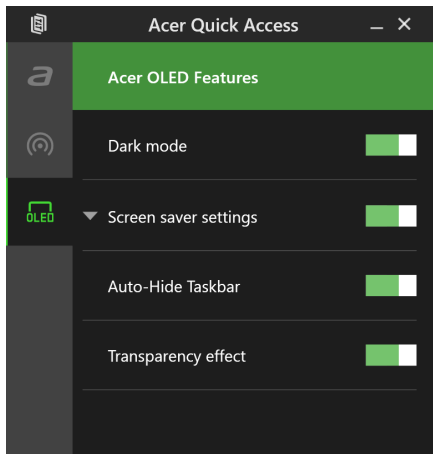 Acer Quick Access
a
Acer OLED Features
Dark mode
OLED
Screen saver settings
Auto-Hide Taskbar
Transparency effect